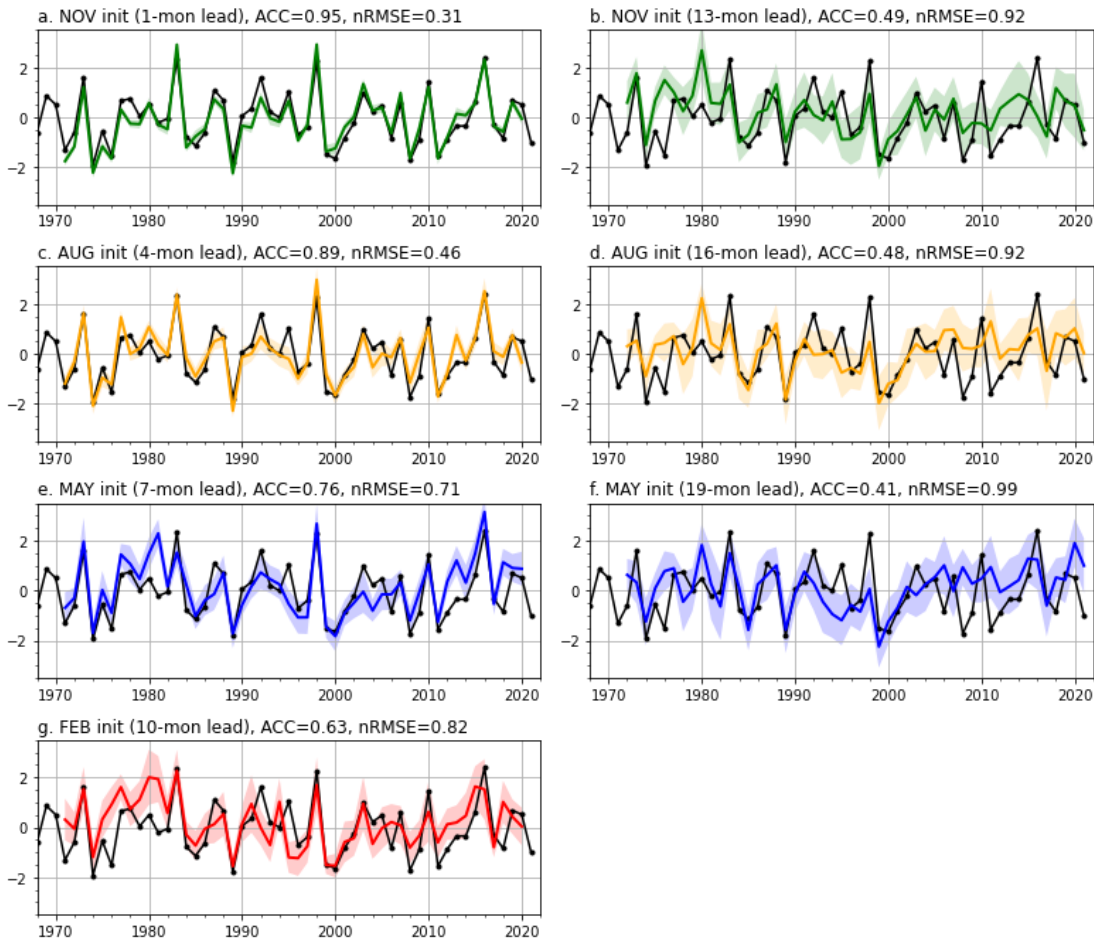 a. NOV init (1-mon lead), ACC=0.95, nRMSE=0.31
2
0
−2
1970 1980 1990 2000 2010 2020
b. NOV init (13-mon lead), ACC=0.49, nRMSE=0.92
2
0
−2
1970 1980 1990 2000 2010 2020
c. AUG init (4-mon lead), ACC=0.89, nRMSE=0.46
2
0
−2
1970 1980 1990 2000 2010 2020
d. AUG init (16-mon lead), ACC=0.48, nRMSE=0.92
2
0
−2
1970 1980 1990 2000 2010 2020
e. MAY init (7-mon lead), ACC=0.76, nRMSE=0.71
2
0
−2
1970 1980 1990 2000 2010 2020
f. MAY init (19-mon lead), ACC=0.41, nRMSE=0.99
2
0
−2
1970 1980 1990 2000 2010 2020
g. FEB init (10-mon lead), ACC=0.63, nRMSE=0.82
2
0
−2
1970 1980 1990 2000 2010 2020